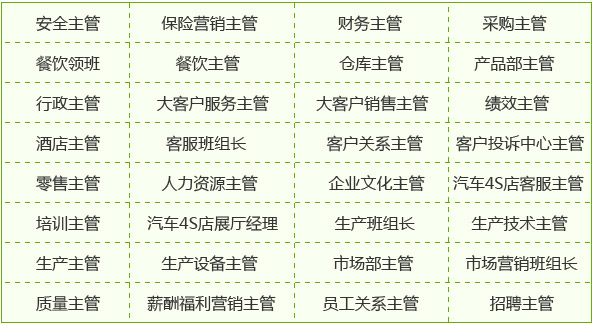 安全主管 保险营销主管 财务主管 采购主管
餐饮领班 餐饮主管 仓库主管 产品部主管
行政主管 大客户服务主管 大客户销售主管 绩效主管
酒店主管 客服班组长 客户关系主管 客户投诉中心主管
零售主管 人力资源主管 企业文化主管 汽车4S店客服主管
培训主管 汽车4S店展厅经理 生产班组长 生产技术主管
生产主管 生产设备主管 市场部主管 市场营销班组长
质量主管 薪酬福利营销主管 员工关系主管 招聘主管